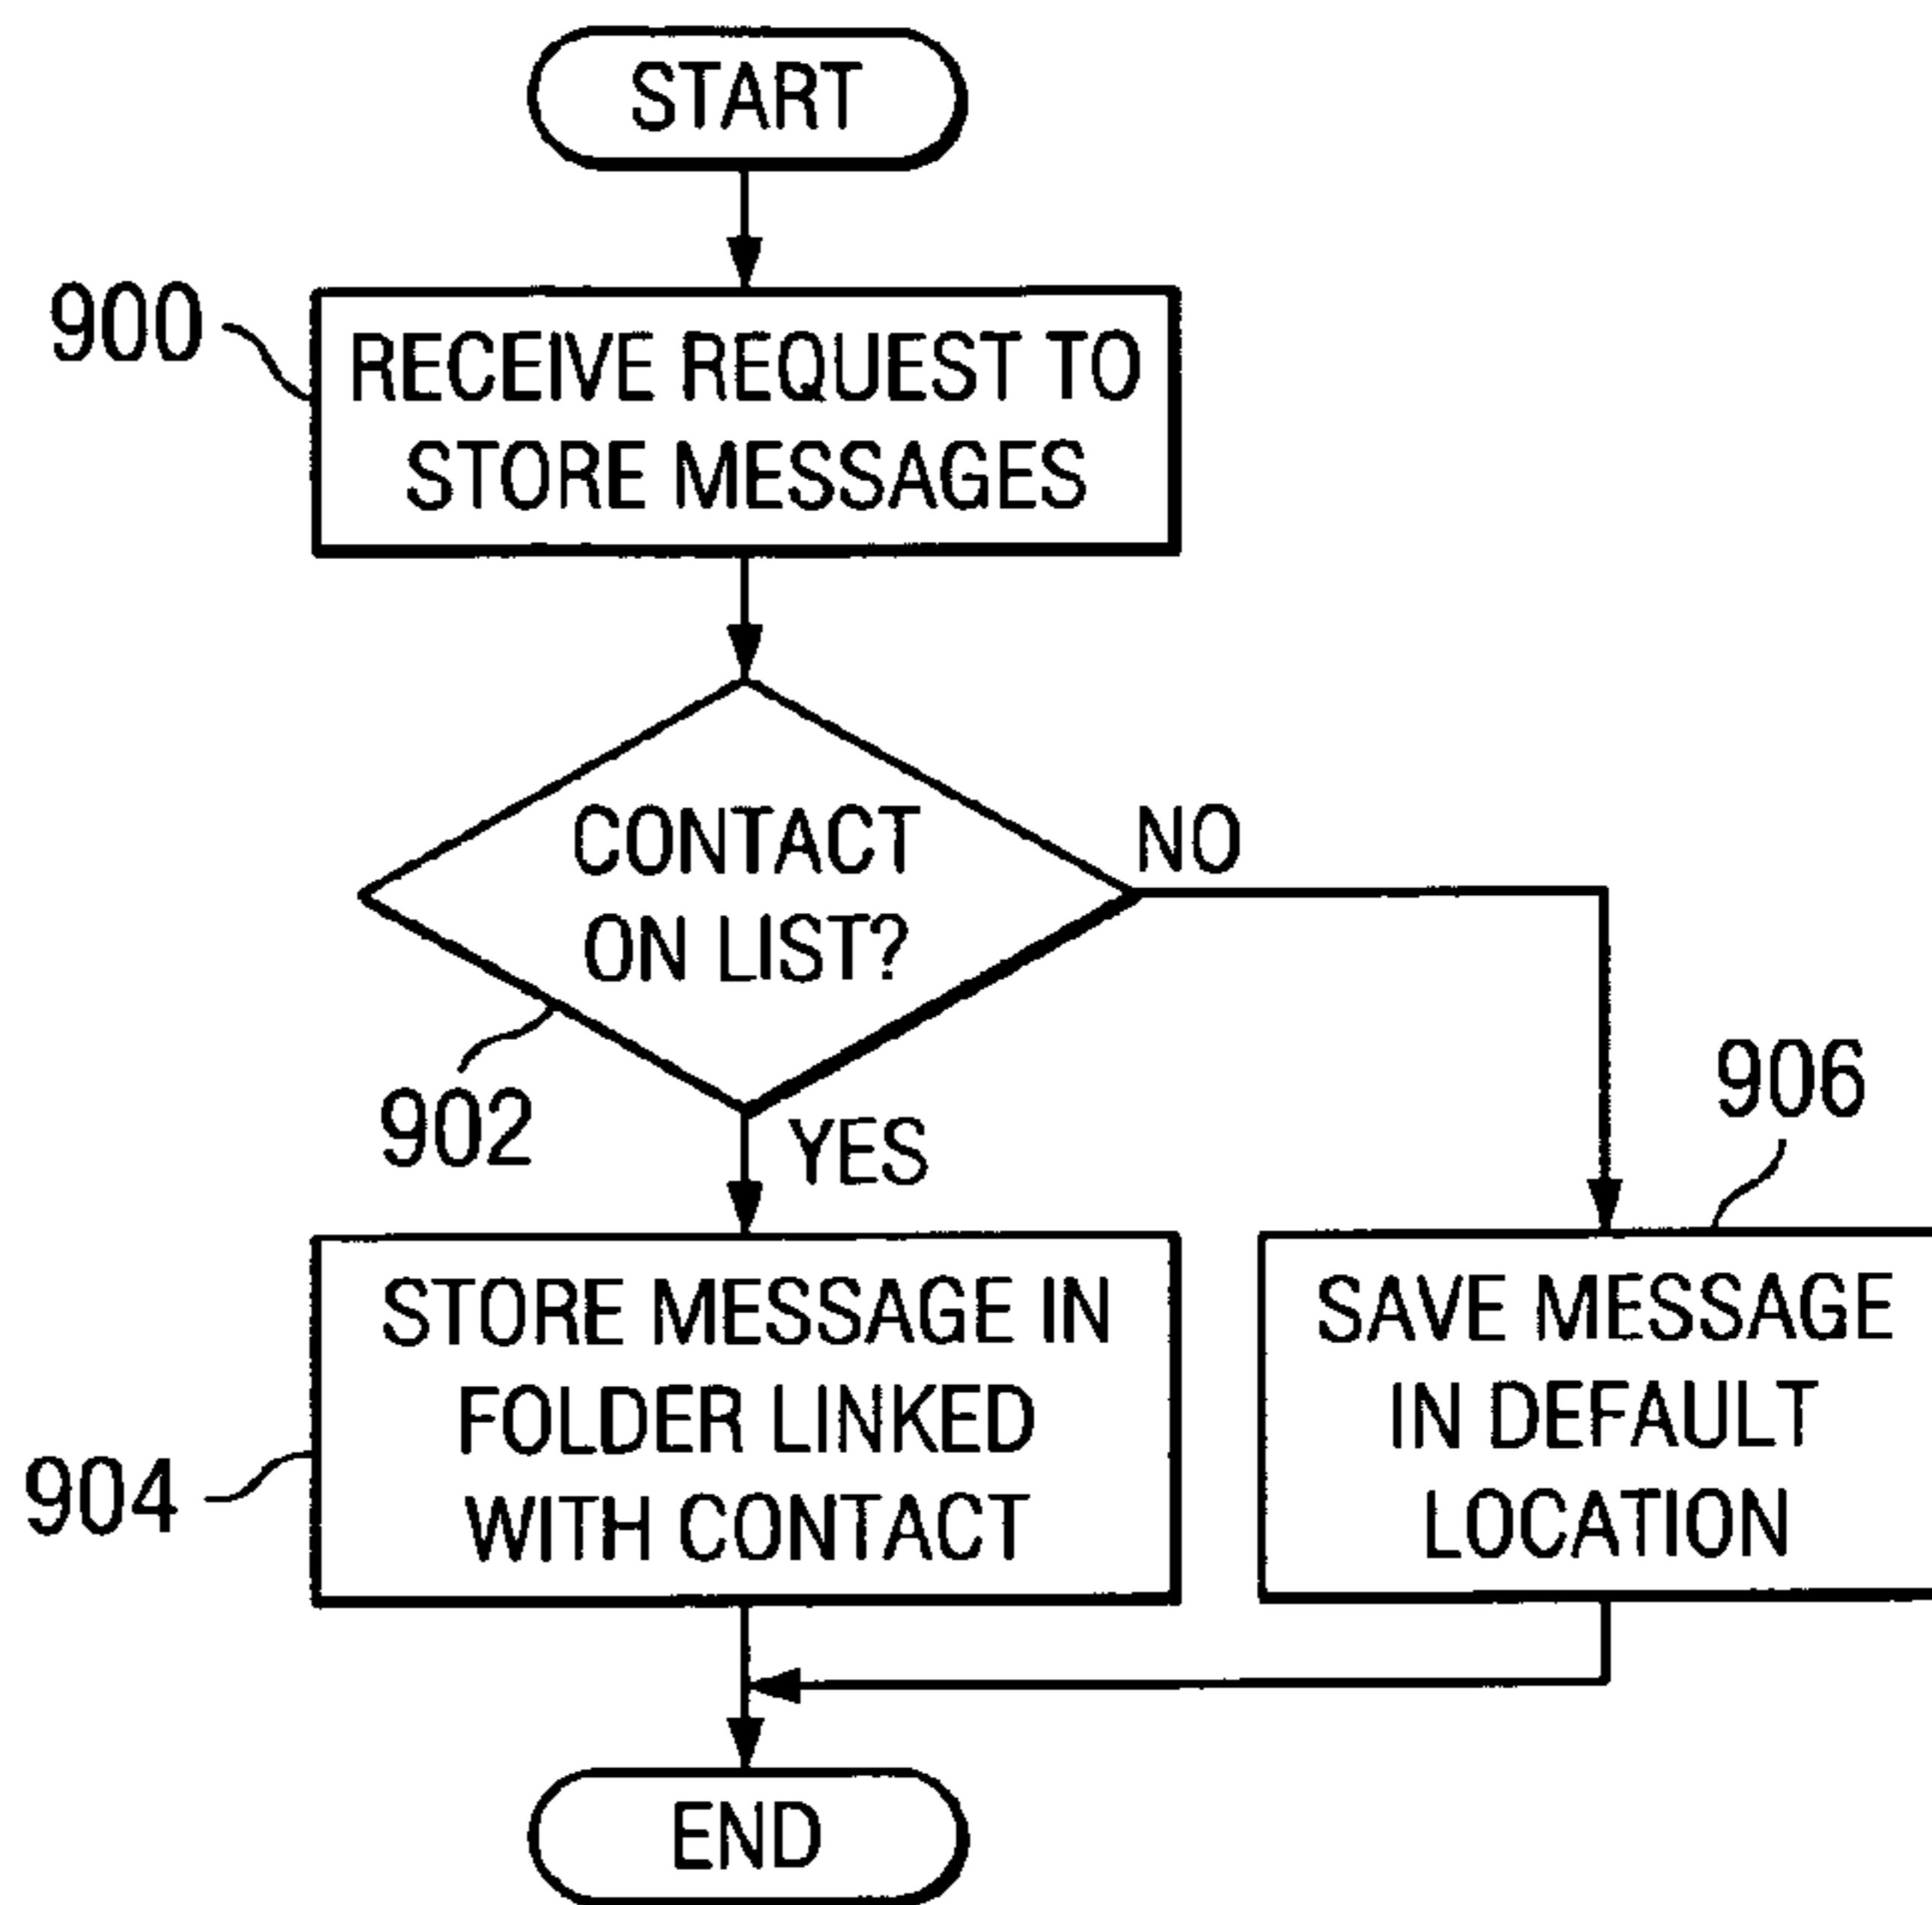 START
900
RECEIVE REQUEST TO
STORE MESSAGES
CONTACT
ON LIST?
NO
902
YES
906
STORE MESSAGE IN
FOLDER LINKED
WITH CONTACT
904
SAVE MESSAGE
IN DEFAULT
LOCATION
END